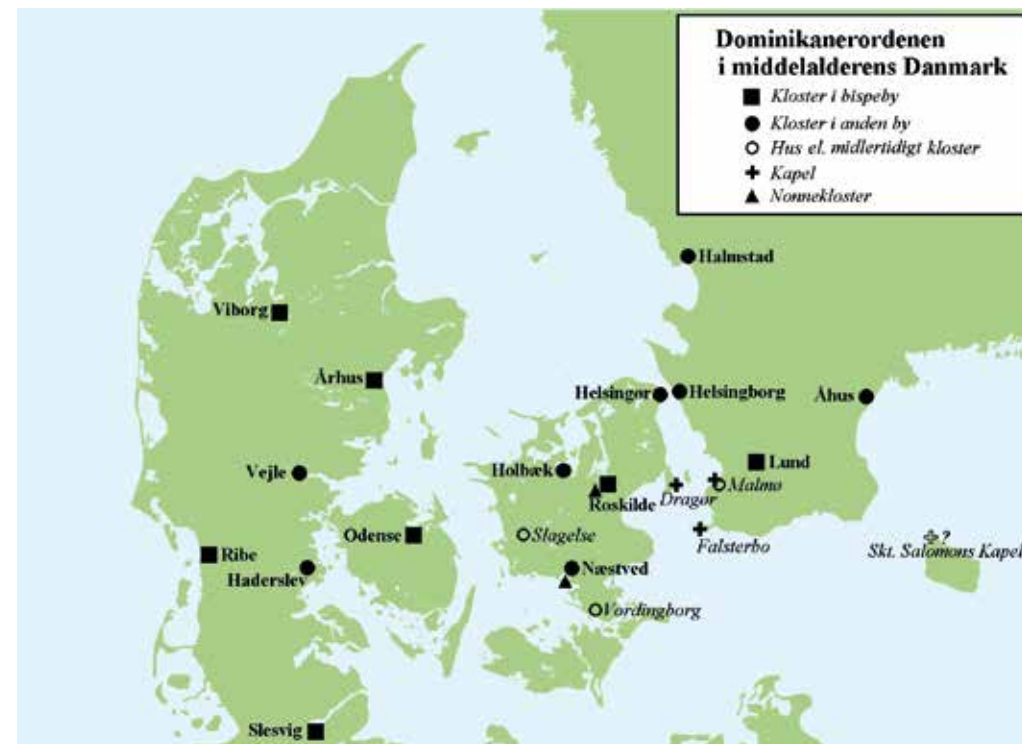 Dominikanerordenen
i middelalderens Danmark
Kloster i bispeby
Kloster i anden by
Hus el. midlertidigt kloster
Kapel
Nonnekloster
Halmstad
Viborg
Århus
Helsingør
Helsingborg
Åhus
Vejle
Holbæk
Lund
Roskilde
Dragør
Malmø
Odense
Slagelse
Falsterbo
?
Skt. Salomons Kapel
Ribe
Haderslev
Næstved
Vordingborg
Slesvig